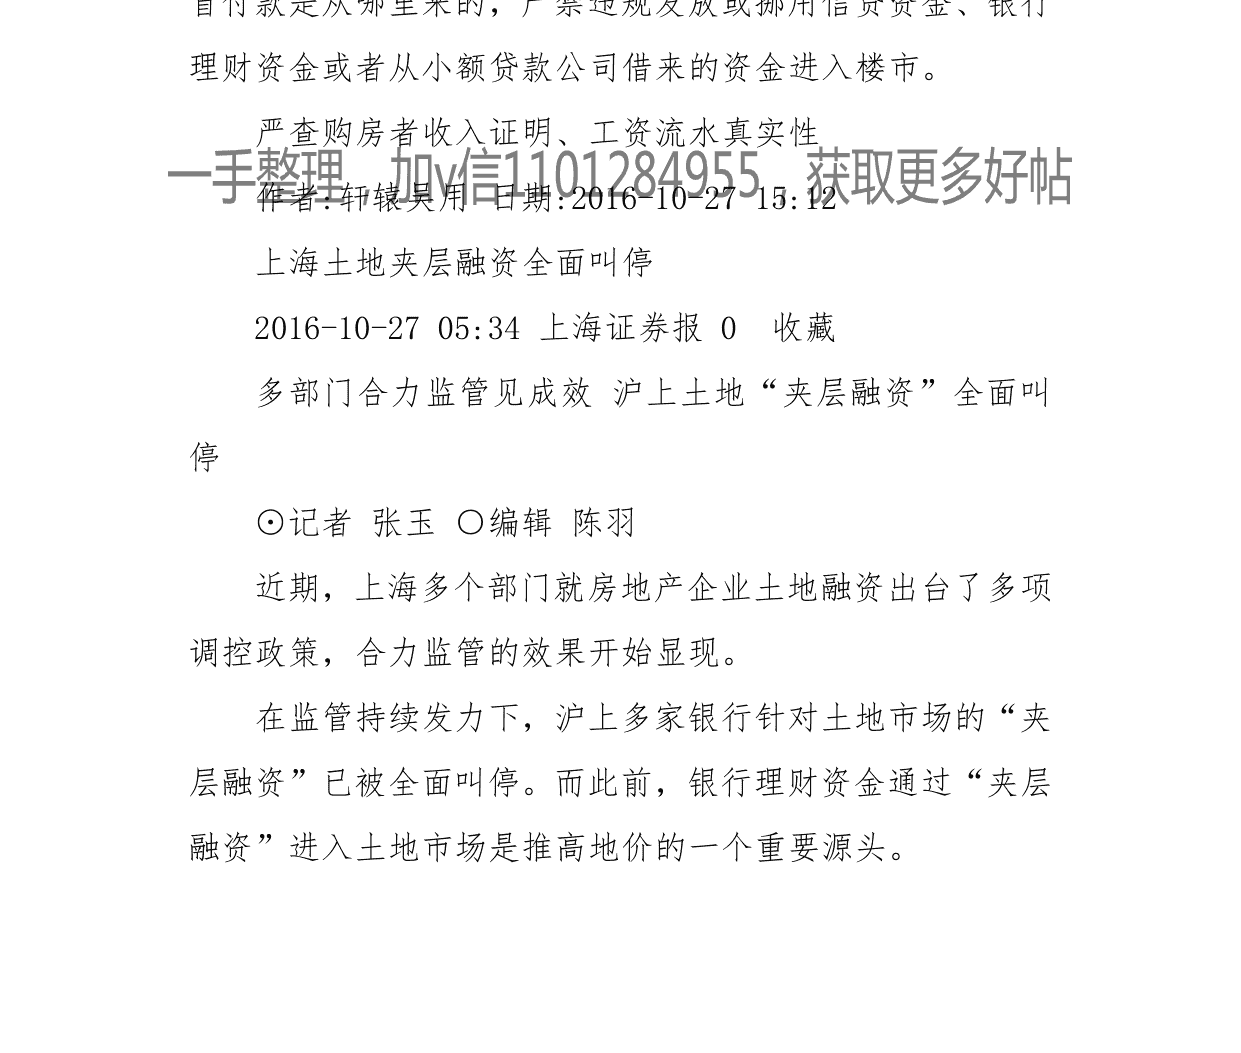 首付款是从哪里来的，严禁违规发放或挪用信贷资金、银行
理财资金或者从小额贷款公司借来的资金进入楼市。
严查购房者收入证明、工资流水真实性
一手整理，加v信1101284955，获取更多好帖
作者:轩辕吴用 日期:2016-10-27 15:12
上海土地夹层融资全面叫停
2016-10-27 05:34 上海证券报 0 收藏
多部门合力监管见成效 沪上土地“夹层融资”全面叫
停
⊙记者 张玉 ○编辑 陈羽
近期，上海多个部门就房地产企业土地融资出台了多项
调控政策，合力监管的效果开始显现。
在监管持续发力下，沪上多家银行针对土地市场的“夹
层融资”已被全面叫停。而此前，银行理财资金通过“夹层
融资”进入土地市场是推高地价的一个重要源头。